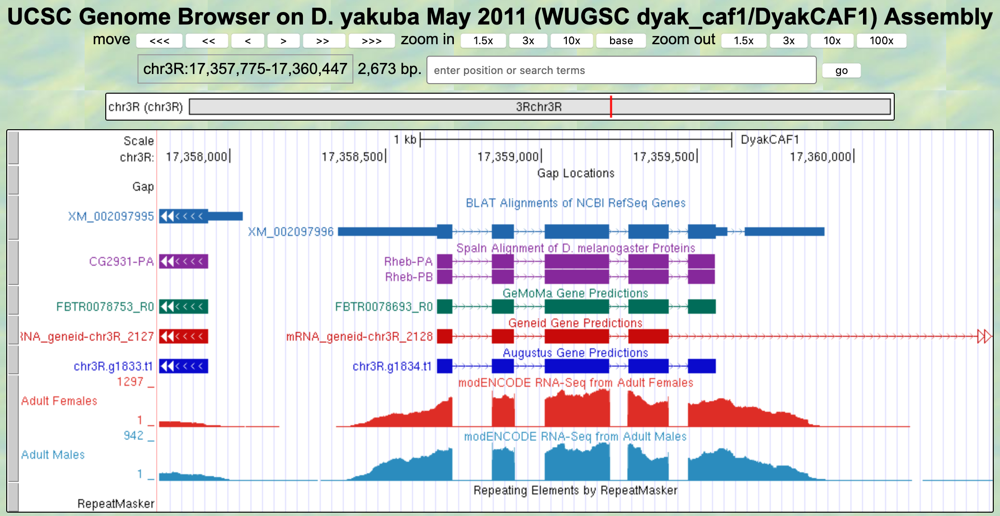 UCSC Genome Browser on D. yakuba May 2011 (WUGSC dyak_caf1/DyakCAF1) Assembly
move <<< << < > >> >>> zoom in 1.5x 3x 10x base zoom out 1.5x 3x 10x 100x
chr3R:17,357,775-17,360,447 2,673 bp. enter position or search terms go
chr3R (chr3R) 3Rchr3R
Scale 1 kb DyakCAF1
chr3R: 17,358,000 17,358,500 17,359,000 17,359,500 17,360,000
Gap Locations
Gap
BLAT Alignments of NCBI RefSeq Genes
XM_002097995
XM_002097996
Spaln Alignment of D. melanogaster Proteins
CG2931-PA Rheb-PA
Rheb-PB
GeMoMa Gene Predictions
FBTR0078753_R0 FBTR0078693_R0
Geneid Gene Predictions
RNA_geneid-chr3R_2127 mRNA_geneid-chr3R_2128
Augustus Gene Predictions
chr3R.g1833.t1 chr3R.g1834.t1
1297 _ modENCODE RNA-Seq from Adult Females
Adult Females
1 _
942 _ modENCODE RNA-Seq from Adult Males
Adult Males
1 _
Repeating Elements by RepeatMasker
RepeatMasker